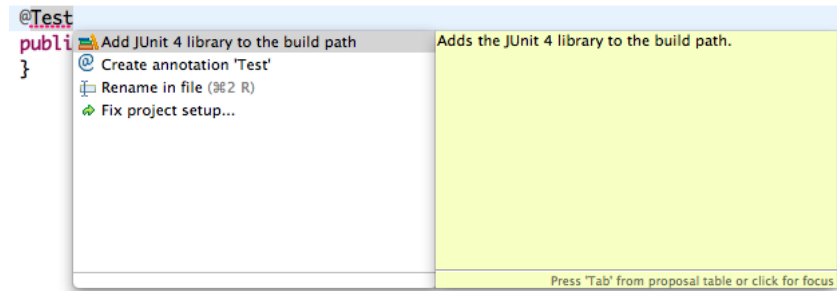 @Test
publi
}
Add JUnit 4 library to the build path
Create annotation 'Test'
Rename in file (⌘2 R)
Fix project setup...
Adds the JUnit 4 library to the build path.
Press 'Tab' from proposal table or click for focus